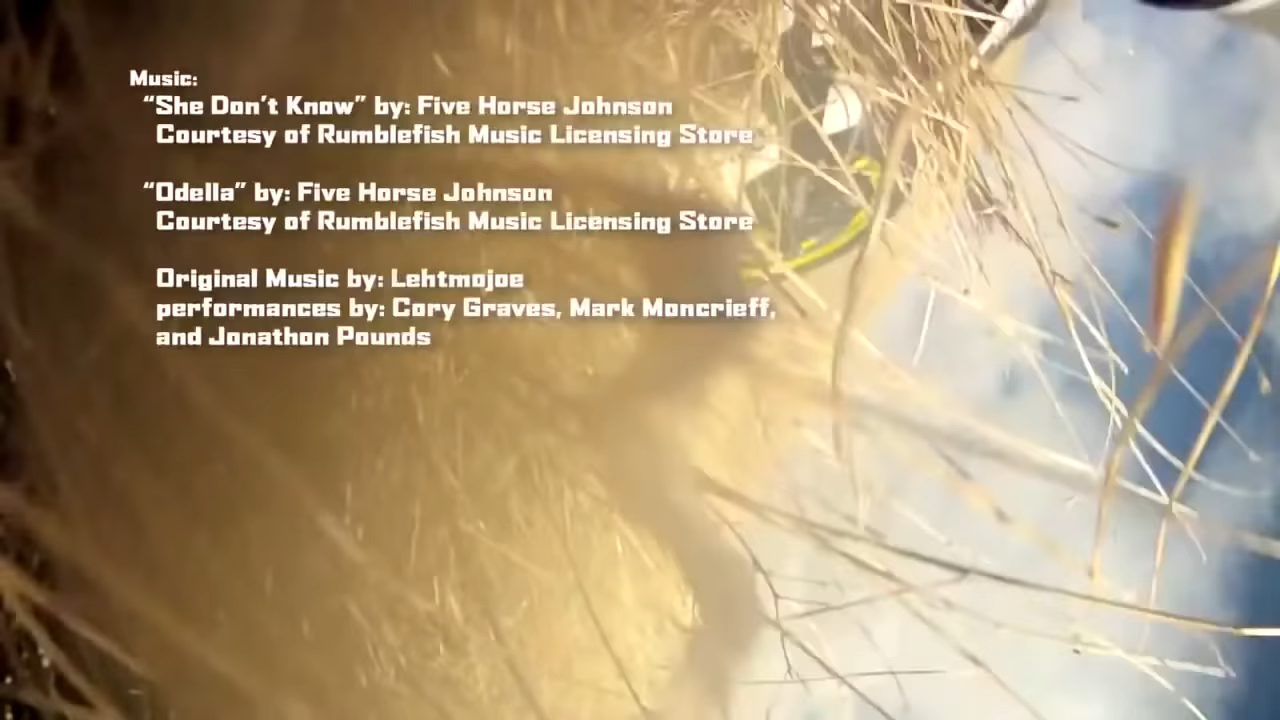 Music:
“She Don’t Know” by: Five Horse Johnson
Courtesy of Rumblefish Music Licensing Store
“Odella” by: Five Horse Johnson
Courtesy of Rumblefish Music Licensing Store
Original Music by: Lehtmojoe
performances by: Cory Graves, Mark Moncrieff,
and Jonathon Pounds